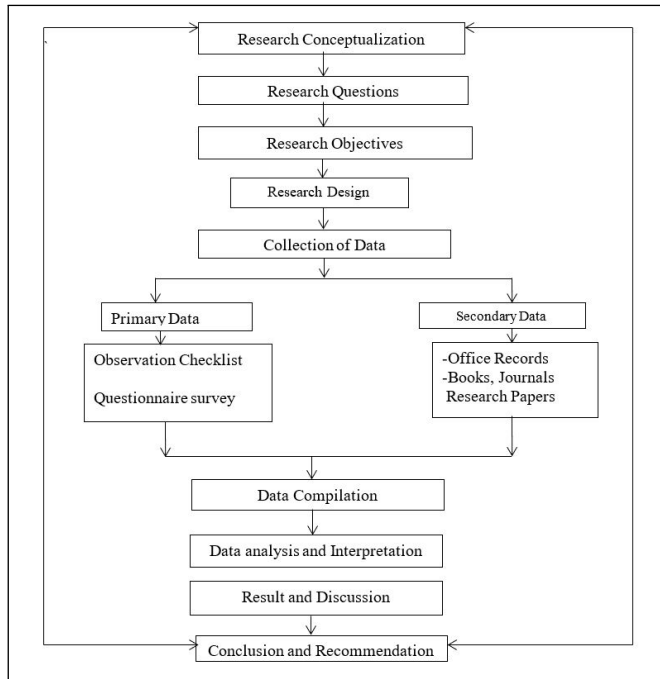 Research Conceptualization
Research Questions
Research Objectives
Research Design
Collection of Data
Primary Data
Secondary Data
Observation Checklist
Questionnaire survey
-Office Records
-Books, Journals
Research Papers
Data Compilation
Data analysis and Interpretation
Result and Discussion
Conclusion and Recommendation